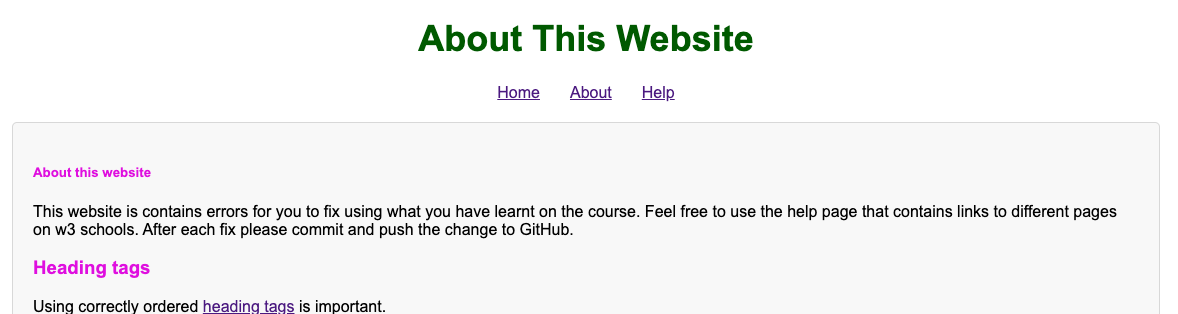 About This Website
Home About Help
About this website
This website is contains errors for you to fix using what you have learnt on the course. Feel free to use the help page that contains links to different pages
on w3 schools. After each fix please commit and push the change to GitHub.
Heading tags
Using correctly ordered heading tags is important.